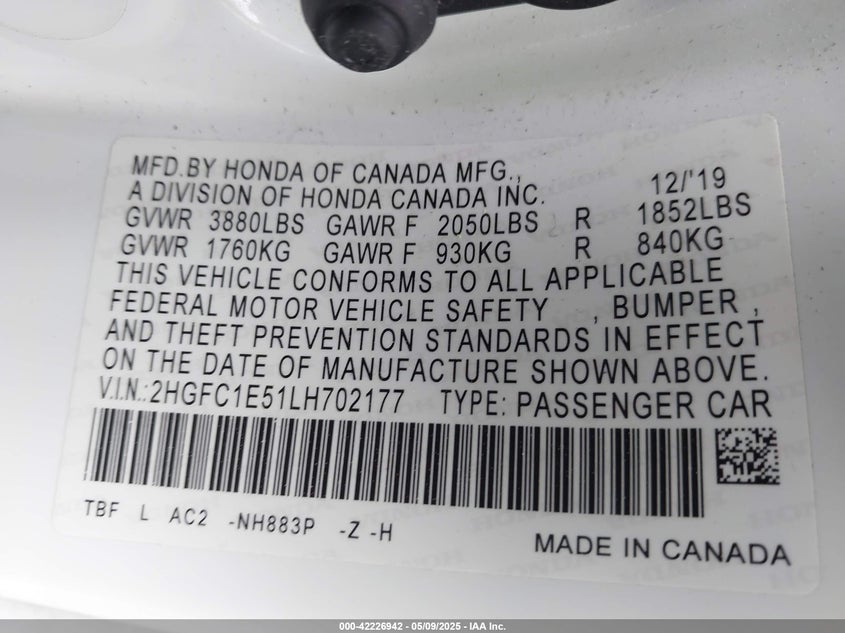 MFD.BY HONDA OF CANADA MFG., 12/'19
A DIVISION OF HONDA CANADA INC.
GVWR 3880LBS GAWR F 2050LBS R 1852LBS
GVWR 1760KG GAWR F 930KG R 840KG
THIS VEHICLE CONFORMS TO ALL APPLICABLE
FEDERAL MOTOR VEHICLE SAFETY , BUMPER ,
AND THEFT PREVENTION STANDARDS IN EFFECT
ON THE DATE OF MANUFACTURE SHOWN ABOVE.
V.I.N.:2HGFC1E51LH702177 TYPE: PASSENGER CAR
TBF L AC2 -NH883P -Z -H
MADE IN CANADA
000-42226942 - 05/09/2025 - IAA Inc.